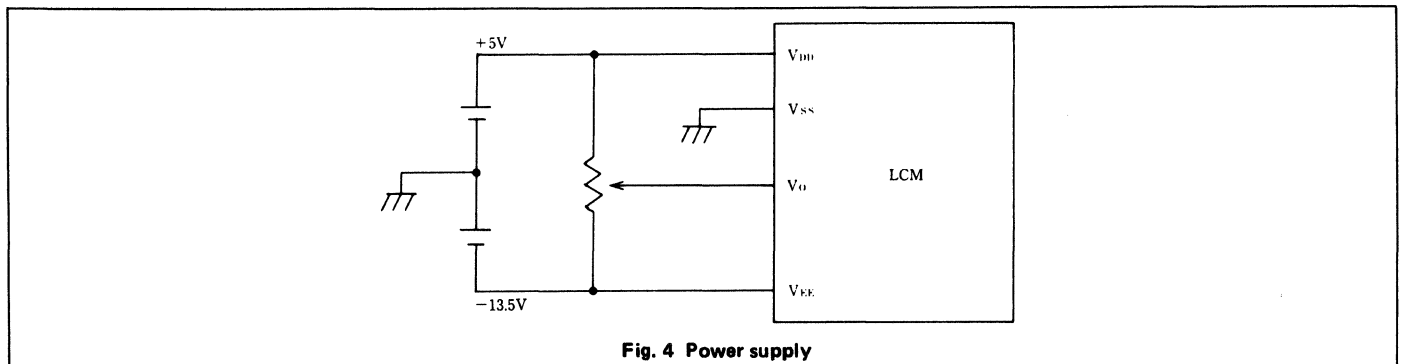 +5V
VDD
VSS
VO
LCM
VEE
−13.5V
Fig. 4 Power supply